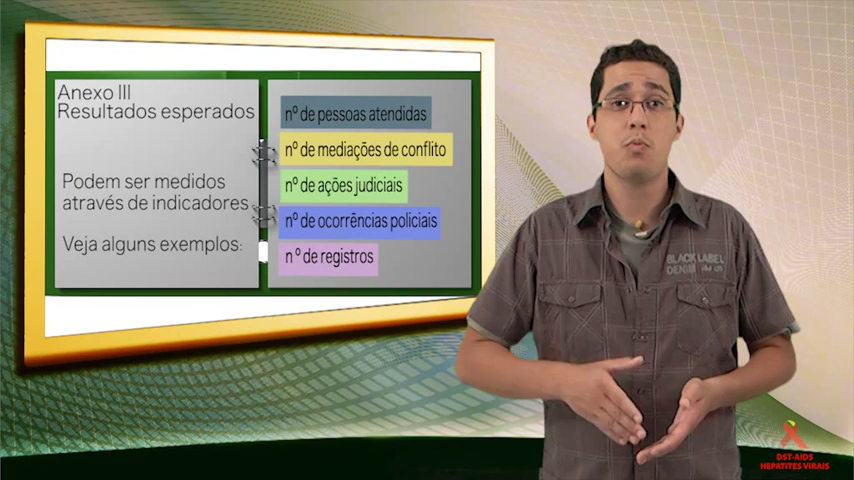 Anexo III
Resultados esperados
Podem ser medidos
através de indicadores
Veja alguns exemplos:
nº de pessoas atendidas
nº de mediações de conflito
nº de ações judiciais
nº de ocorrências policiais
n º de registros
BLACK LABEL
DENIM
DST-AIDS
HEPATITES VIRAIS